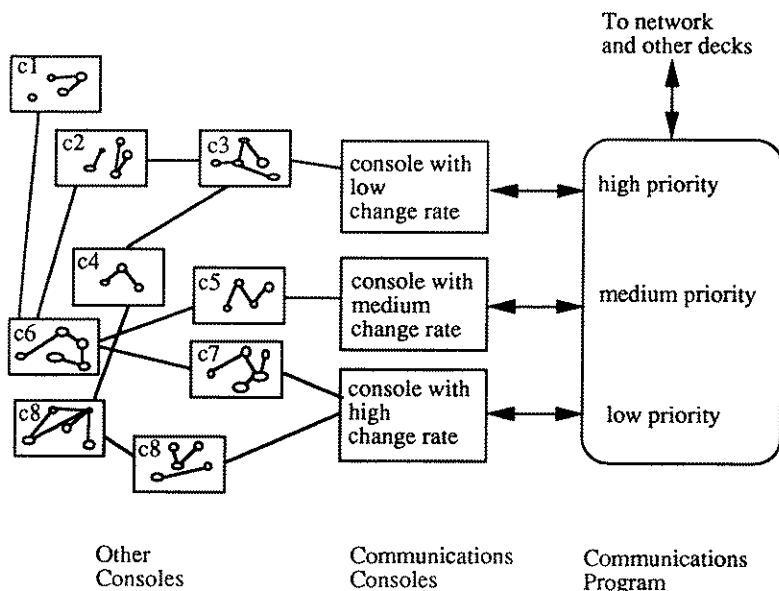 To network
and other decks
c1
c2
c3
console with
low
change rate
high priority
c4
c5
console with
medium
change rate
medium priority
c6
c7
console with
high
change rate
low priority
c8
c8
Other
Consoles
Communications
Consoles
Communications
Program